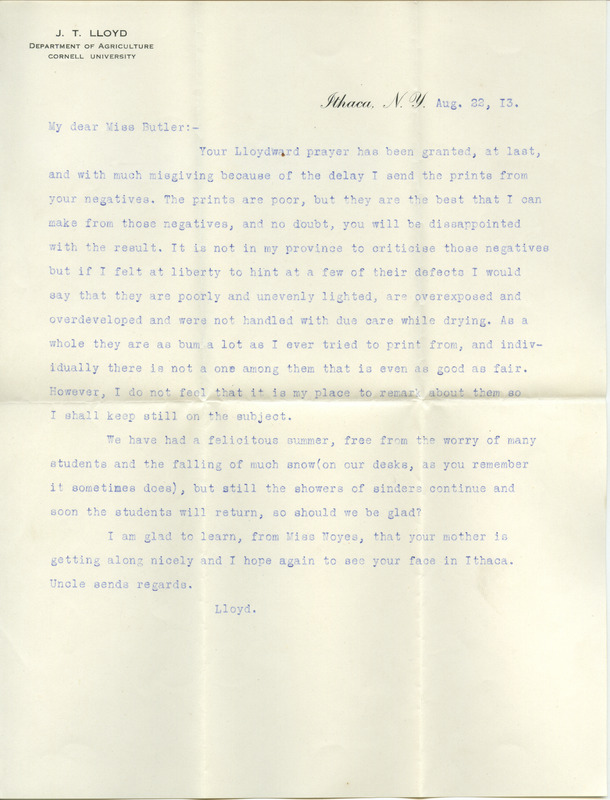 J. T. LLOYD
DEPARTMENT OF AGRICULTURE
CORNELL UNIVERSITY
Ithaca, N.Y. Aug. 22, I3.
My dear Miss Butler:-
Your Lloydward prayer has been granted, at last,
and with much misgiving because of the delay I send the prints from
your negatives. The prints are poor, but they are the best that I can
make from those negatives, and no doubt, you will be dissappointed
with the result. It is not in my province to criticise those negatives
but if I felt at liberty to hint at a few of their defects I would
say that they are poorly and unevenly lighted, are overexposed and
overdeveloped and were not handled with due care while drying. As a
whole they are as bum a lot as I ever tried to print from, and indiv-
idually there is not a one among them that is even as good as fair.
However, I do not feel that it is my place to remark about them so
I shall keep still on the subject.
We have had a felicitous summer, free from the worry of many
students and the falling of much snow(on our desks, as you remember
it sometimes does), but still the showers of sinders continue and
soon the students will return, so should we be glad?
I am glad to learn, from Miss Noyes, that your mother is
getting along nicely and I hope again to see your face in Ithaca.
Uncle sends regards.
Lloyd.